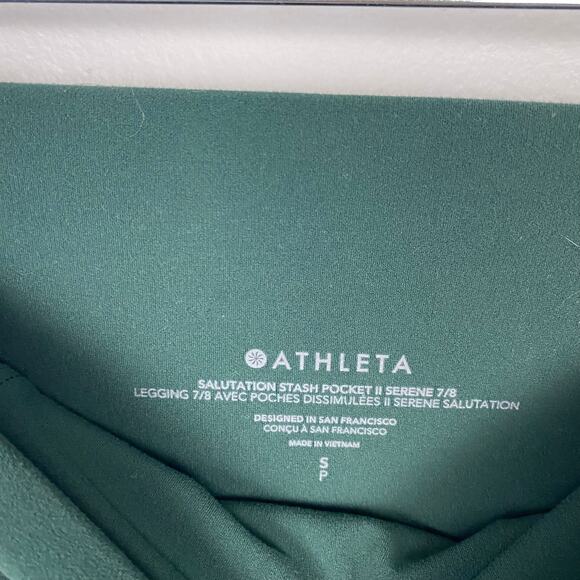 ATHLETA
SALUTATION STASH POCKET II SERENE 7/8
LEGGING 7/8 AVEC POCHES DISSIMULÉES II SERENE SALUTATION
DESIGNED IN SAN FRANCISCO
CONÇU À SAN FRANCISCO
MADE IN VIETNAM
S
P